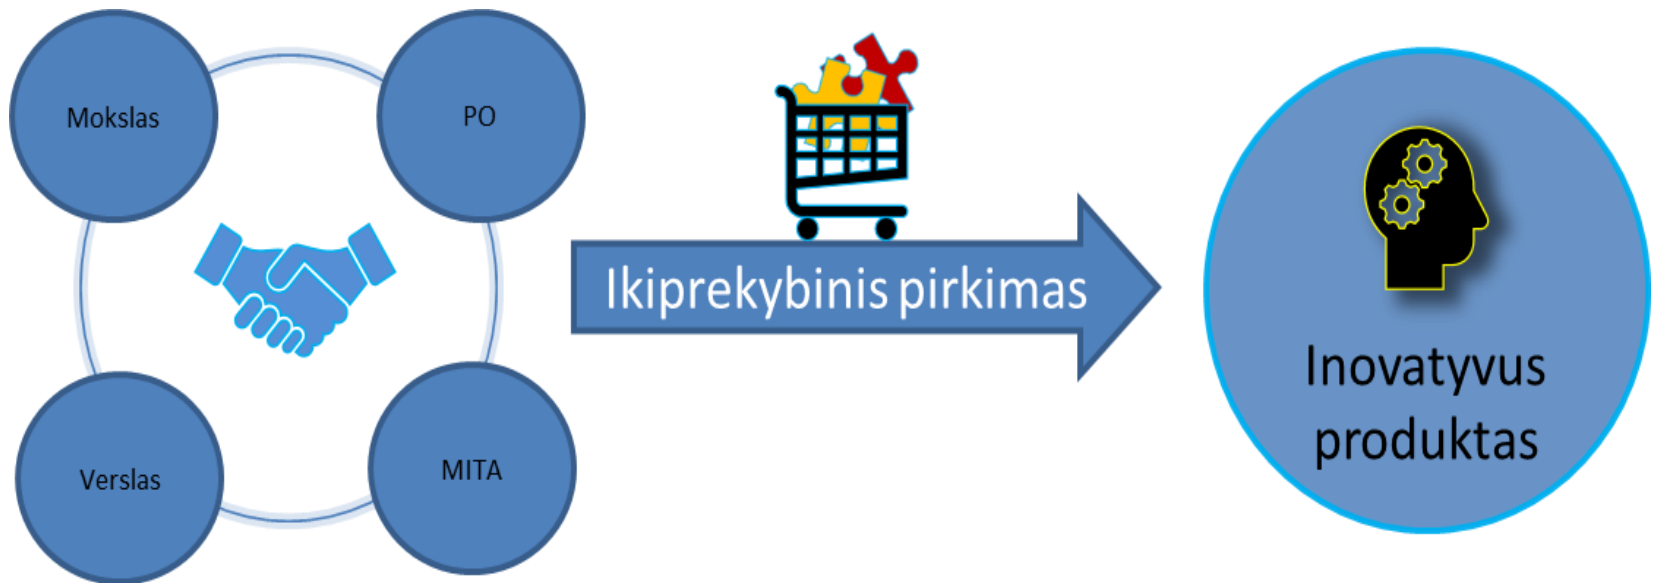 Mokslas
PO
Verslas
MITA
Ikiprekybinis pirkimas
Inovatyvus
produktas